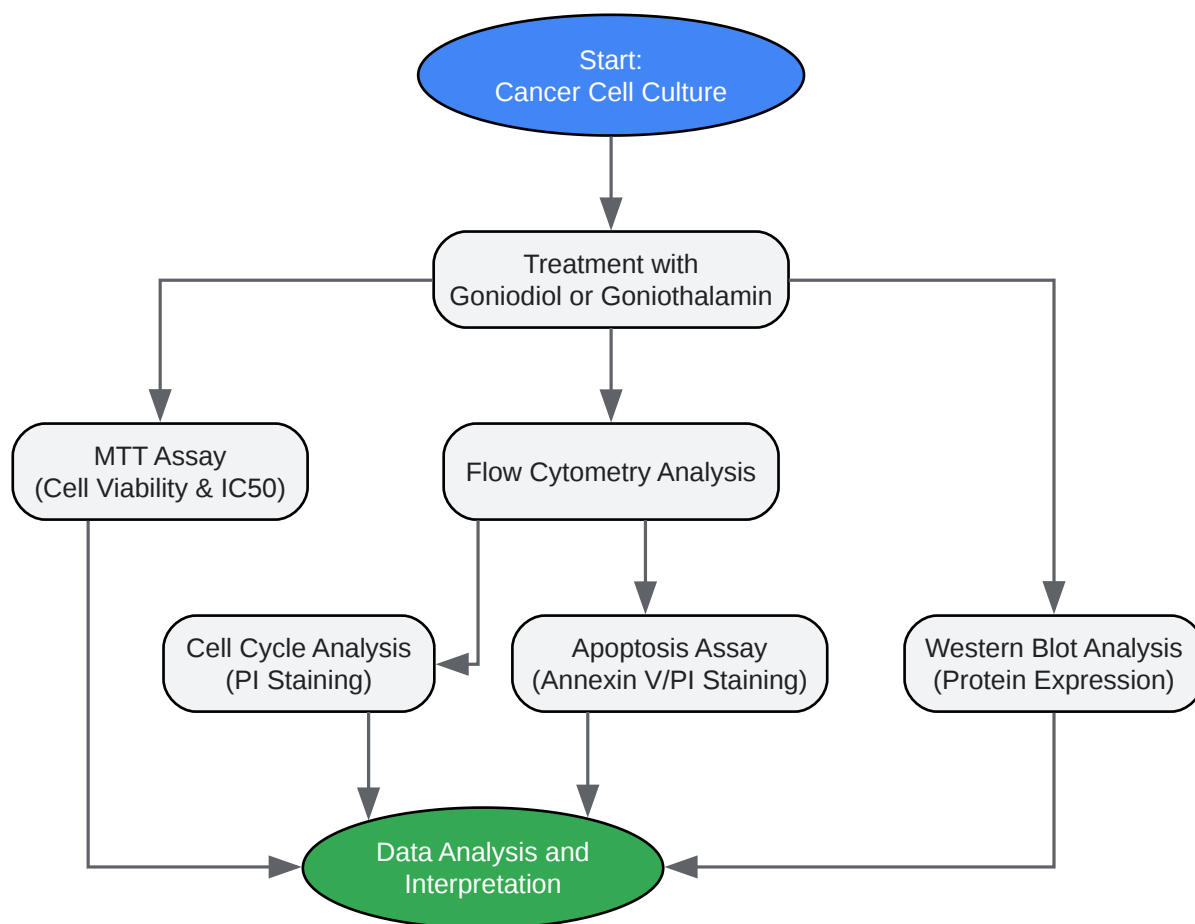 Start:
Cancer Cell Culture
Treatment with
Goniodiol or Goniothalamin
MTT Assay
(Cell Viability & IC50)
Flow Cytometry Analysis
Cell Cycle Analysis
(PI Staining)
Apoptosis Assay
(Annexin V/PI Staining)
Western Blot Analysis
(Protein Expression)
Data Analysis and
Interpretation